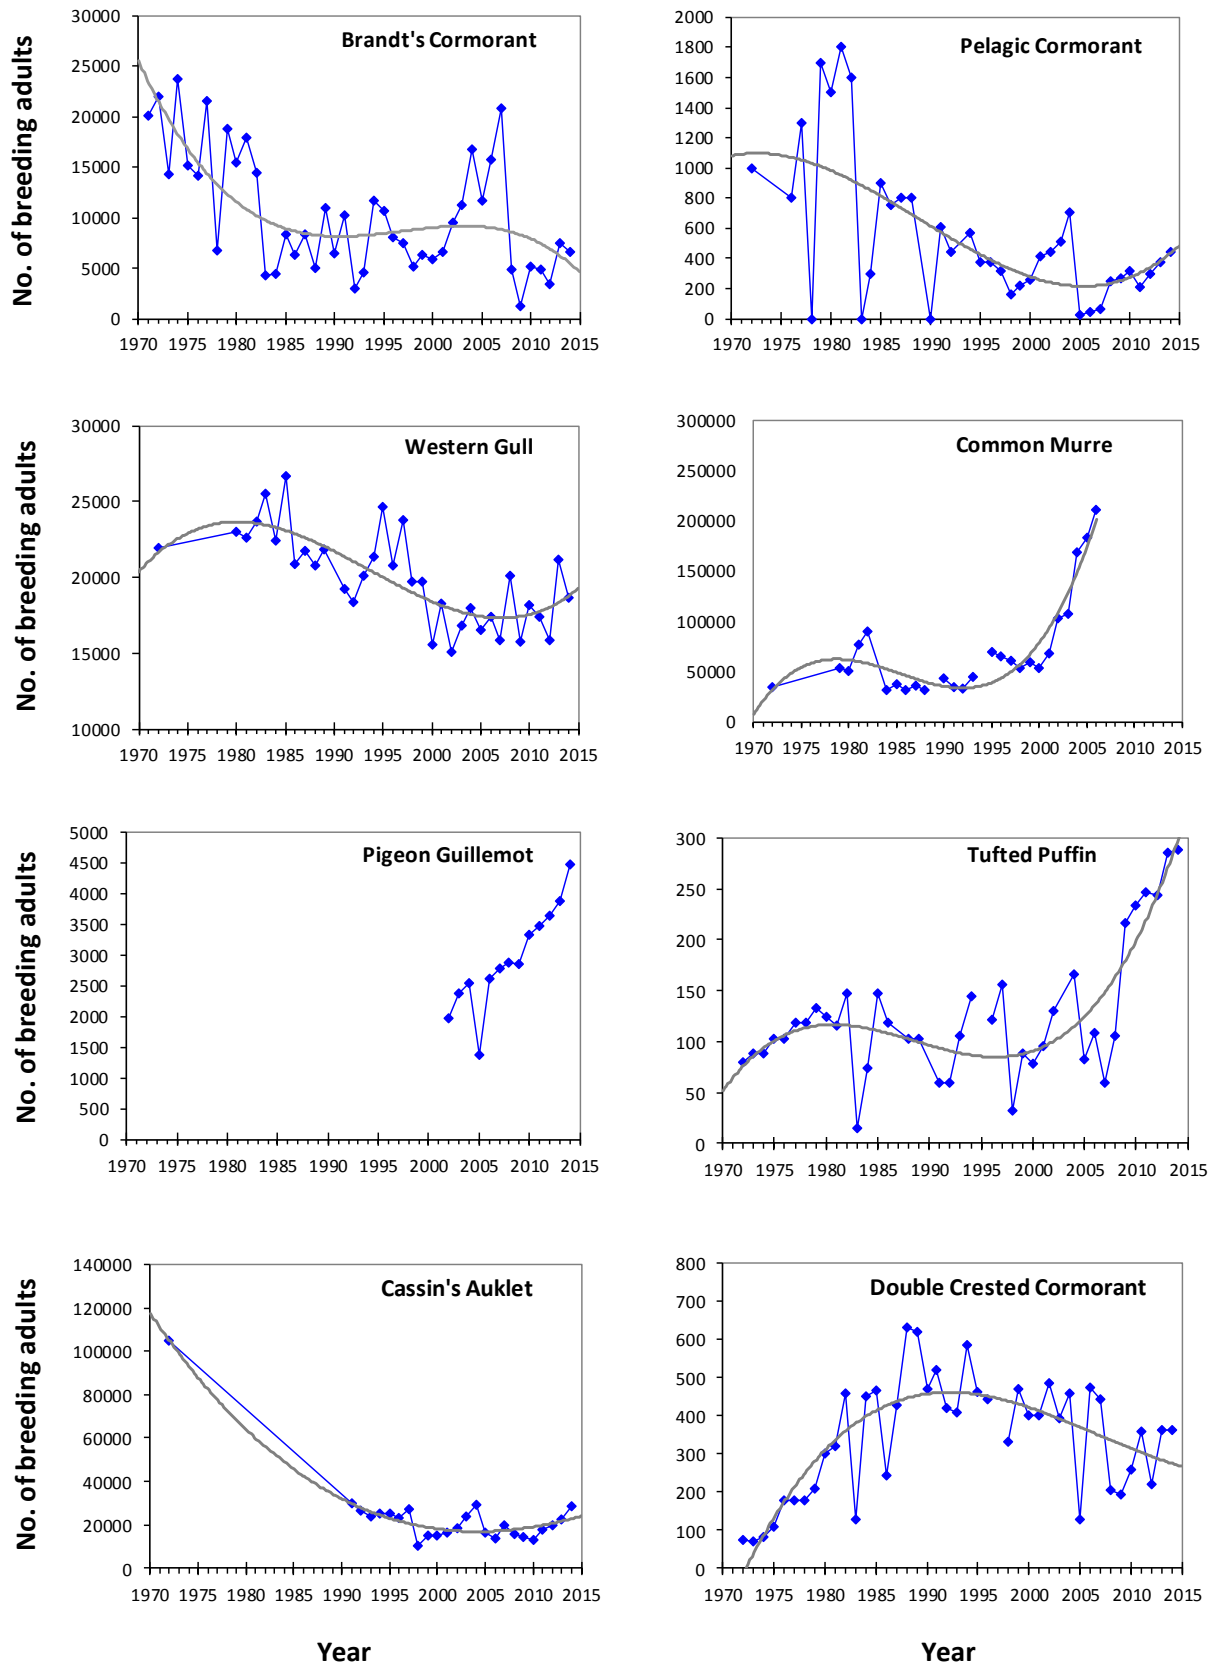 No. of breeding adults
Brandt's Cormorant
30000
25000
20000
15000
10000
5000
0
1970 1975 1980 1985 1990 1995 2000 2005 2010 2015
Pelagic Cormorant
2000
1800
1600
1400
1200
1000
800
600
400
200
0
1970 1975 1980 1985 1990 1995 2000 2005 2010 2015
No. of breeding adults
Western Gull
30000
25000
20000
15000
10000
1970 1975 1980 1985 1990 1995 2000 2005 2010 2015
Common Murre
300000
250000
200000
150000
100000
50000
0
1970 1975 1980 1985 1990 1995 2000 2005 2010 2015
No. of breeding adults
Pigeon Guillemot
5000
4500
4000
3500
3000
2500
2000
1500
1000
500
0
1970 1975 1980 1985 1990 1995 2000 2005 2010 2015
Tufted Puffin
300
250
200
150
100
50
0
1970 1975 1980 1985 1990 1995 2000 2005 2010 2015
No. of breeding adults
Cassin's Auklet
140000
120000
100000
80000
60000
40000
20000
0
1970 1975 1980 1985 1990 1995 2000 2005 2010 2015
Double Crested Cormorant
800
700
600
500
400
300
200
100
0
1970 1975 1980 1985 1990 1995 2000 2005 2010 2015
Year
Year